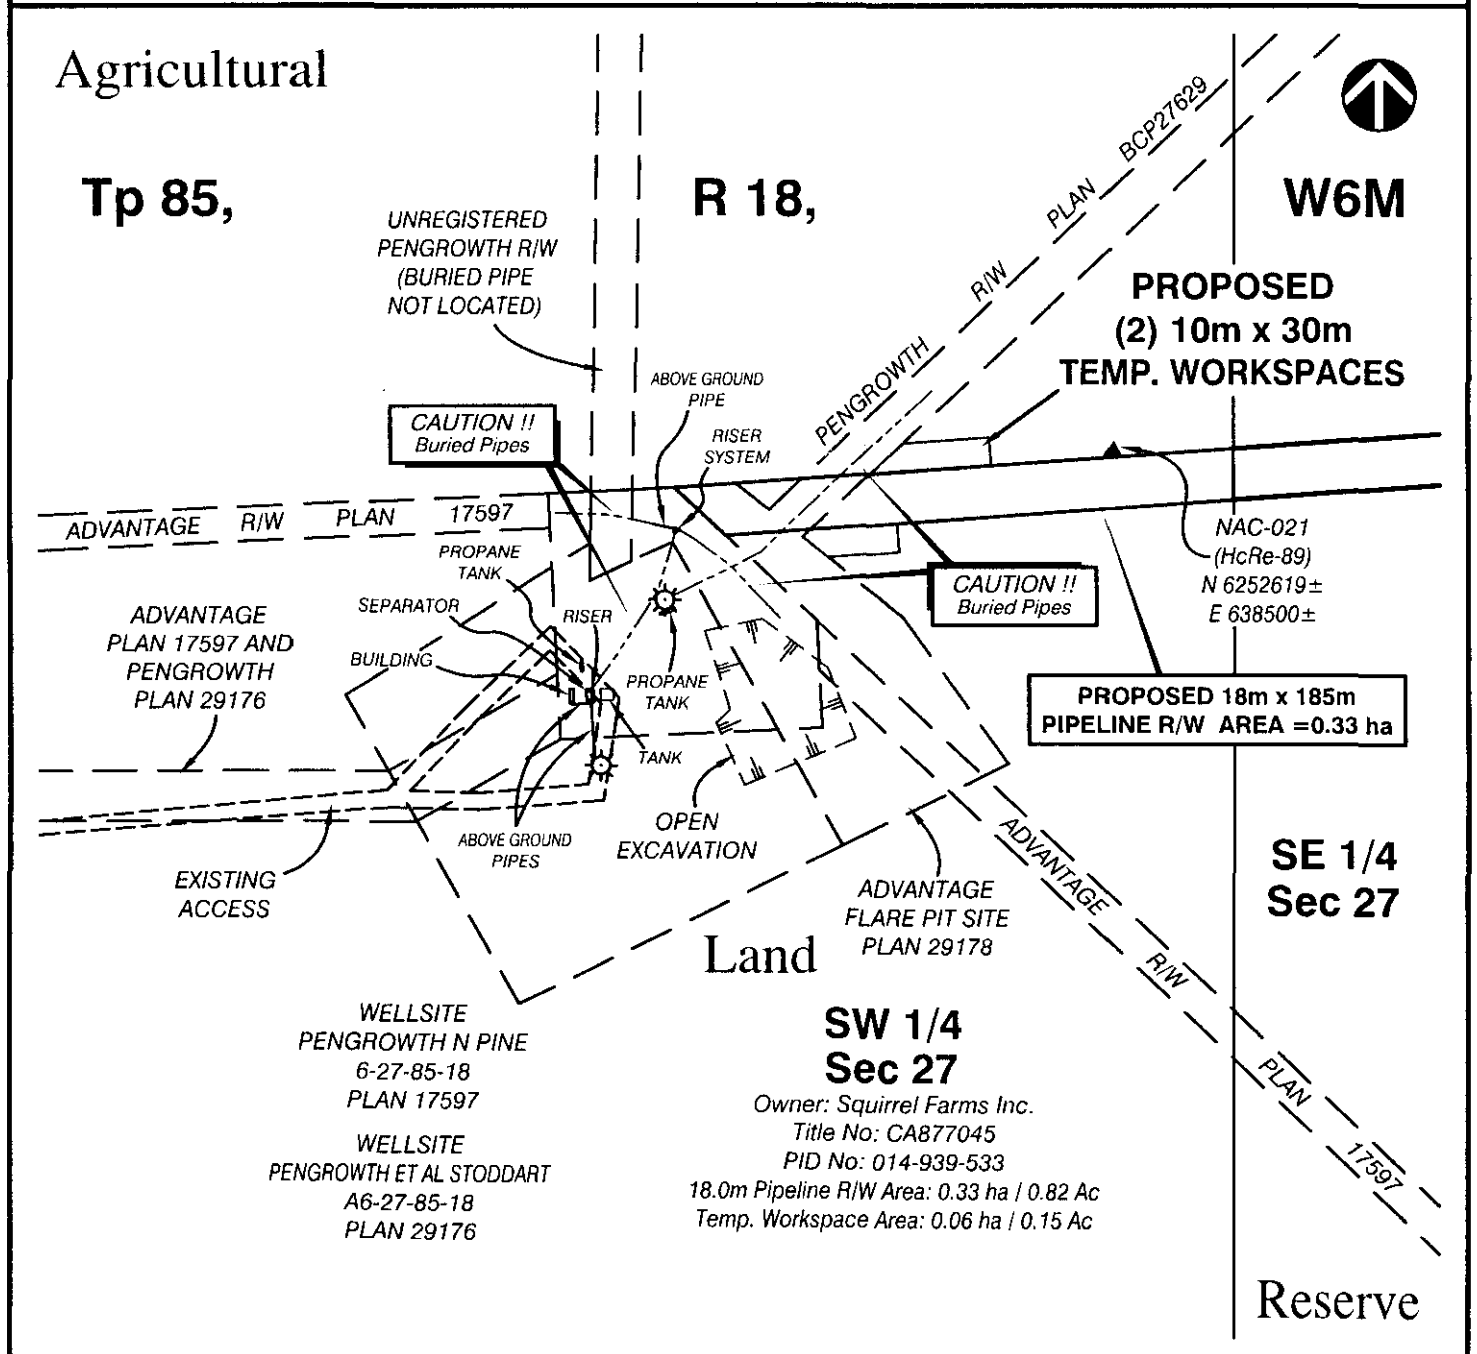 Agricultural
Tp 85,
R 18,
W6M
UNREGISTERED
PENGROWTH R/W
(BURIED PIPE
NOT LOCATED)
PENGROWTH R/W PLAN BCP27629
PROPOSED
(2) 10m x 30m
TEMP. WORKSPACES
ABOVE GROUND
PIPE
RISER
SYSTEM
CAUTION !!
Buried Pipes
ADVANTAGE R/W PLAN 17597
PROPANE
TANK
SEPARATOR
RISER
BUILDING
PROPANE
TANK
TANK
ADVANTAGE
PLAN 17597 AND
PENGROWTH
PLAN 29176
CAUTION !!
Buried Pipes
NAC-021
(HcRe-89)
N 6252619±
E 638500±
PROPOSED 18m x 185m
PIPELINE R/W AREA =0.33 ha
ABOVE GROUND
PIPES
OPEN
EXCAVATION
EXISTING
ACCESS
ADVANTAGE
FLARE PIT SITE
PLAN 29178
ADVANTAGE R/W PLAN 17597
SE 1/4
Sec 27
Land
WELLSITE
PENGROWTH N PINE
6-27-85-18
PLAN 17597
WELLSITE
PENGROWTH ET AL STODDART
A6-27-85-18
PLAN 29176
SW 1/4
Sec 27
Owner: Squirrel Farms Inc.
Title No: CA877045
PID No: 014-939-533
18.0m Pipeline R/W Area: 0.33 ha / 0.82 Ac
Temp. Workspace Area: 0.06 ha / 0.15 Ac
Reserve